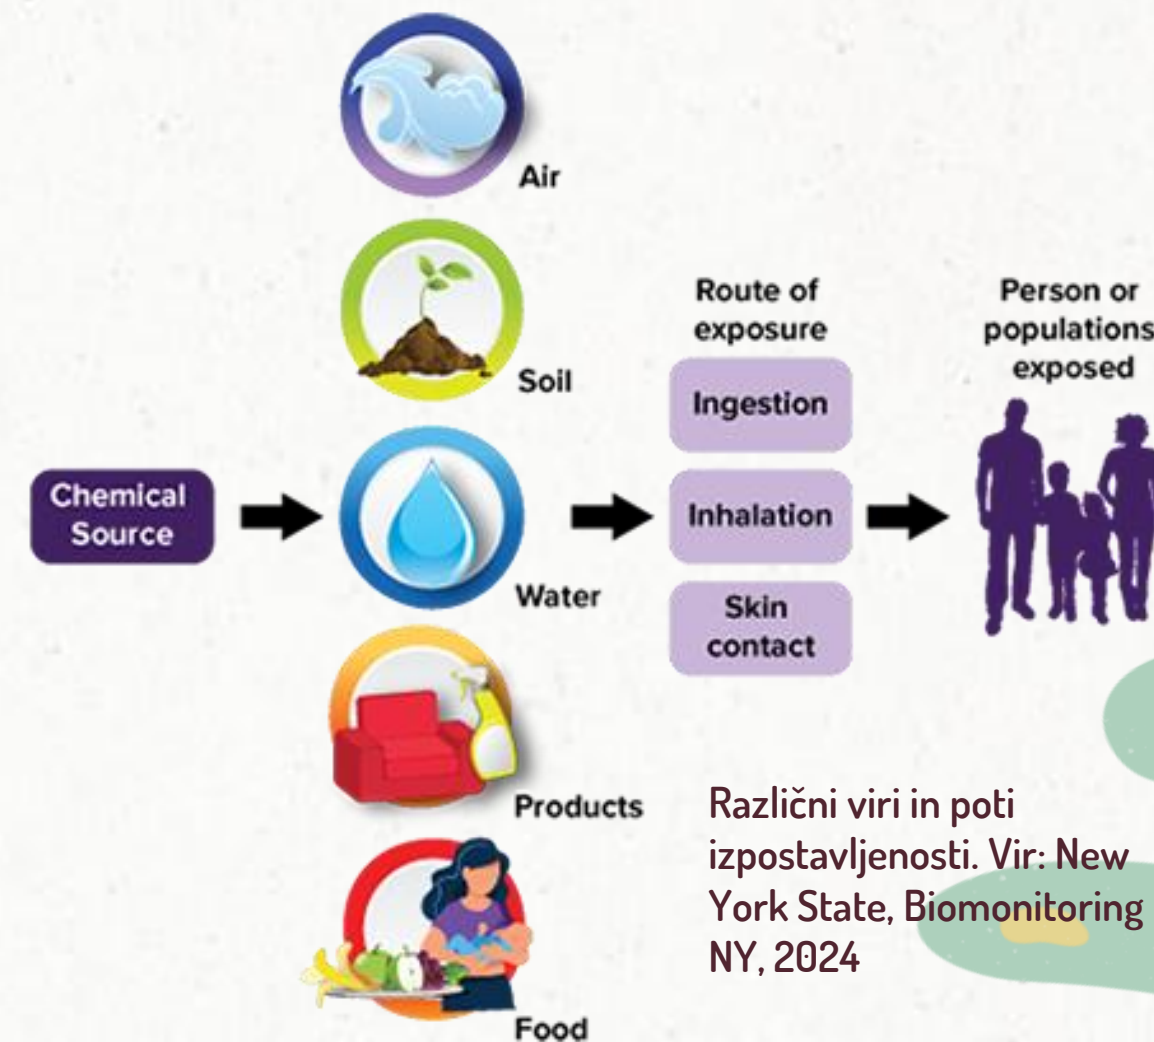 Air
Soil
Chemical
Source
Water
Products
Food
Route of
exposure
Ingestion
Inhalation
Skin
contact
Person or
populations
exposed
Različni viri in poti
izpostavljenosti. Vir: New
York State, Biomonitoring
NY, 2024